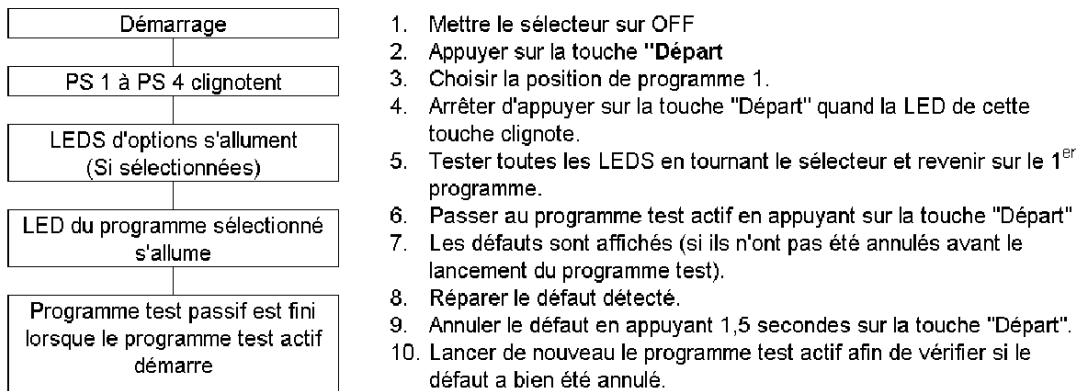 Démarrage
PS 1 à PS 4 clignotent
LEDS d'options s'allument
(Si sélectionnées)
LED du programme sélectionné
s'allume
Programme test passif est fini
lorsque le programme test actif
démarre
1. Mettre le sélecteur sur OFF
2. Appuyer sur la touche "Départ
3. Choisir la position de programme 1.
4. Arrêter d'appuyer sur la touche "Départ" quand la LED de cette
touche clignote.
5. Tester toutes les LEDS en tournant le sélecteur et revenir sur le 1er
programme.
6. Passer au programme test actif en appuyant sur la touche "Départ"
7. Les défauts sont affichés (si ils n'ont pas été annulés avant le
lancement du programme test).
8. Réparer le défaut détecté.
9. Annuler le défaut en appuyant 1,5 secondes sur la touche "Départ".
10. Lancer de nouveau le programme test actif afin de vérifier si le
défaut a bien été annulé.